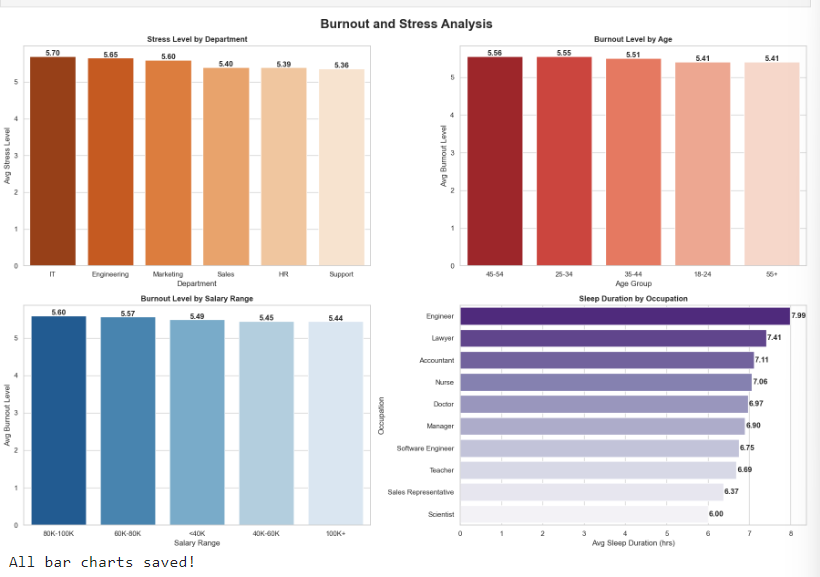 Burnout and Stress Analysis
Stress Level by Department
5.70 5.65 5.60 5.40 5.39 5.36
5
4
3
2
1
0
Avg Stress Level
IT Engineering Marketing Sales HR Support
Department
Burnout Level by Age
5.56 5.55 5.51 5.41 5.41
5
4
3
2
1
0
Avg Burnout Level
45-54 25-34 35-44 18-24 55+
Age Group
Burnout Level by Salary Range
5.60 5.57 5.49 5.45 5.44
5
4
3
2
1
0
Avg Burnout Level
80K-100K 60K-80K <40K 40K-60K 100K+
Salary Range
Sleep Duration by Occupation
Occupation
Engineer 7.99
Lawyer 7.41
Accountant 7.11
Nurse 7.06
Doctor 6.97
Manager 6.90
Software Engineer 6.75
Teacher 6.69
Sales Representative 6.37
Scientist 6.00
0 1 2 3 4 5 6 7 8
Avg Sleep Duration (hrs)
All bar charts saved!